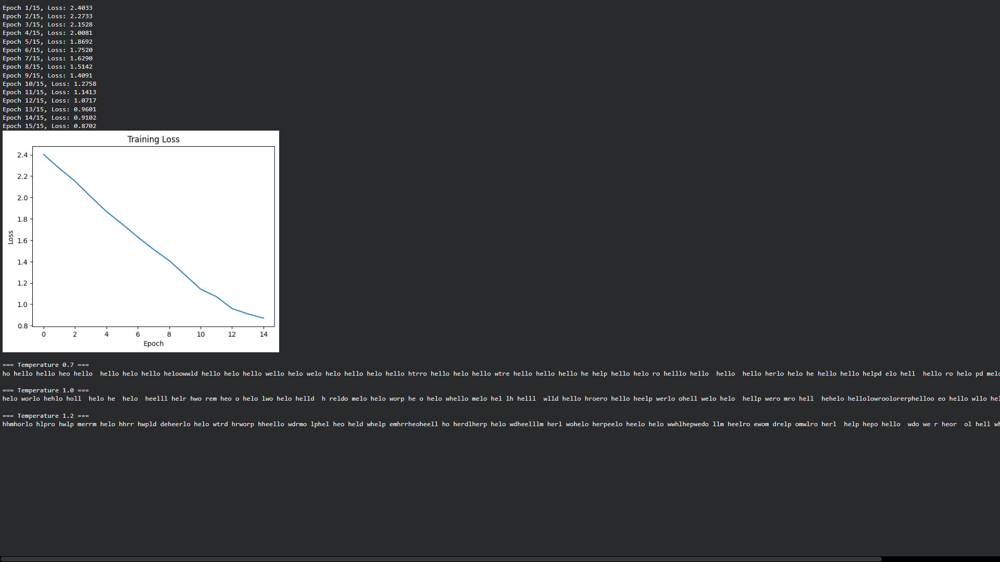 Epoch 1/15, Loss: 2.4033
Epoch 2/15, Loss: 2.2733
Epoch 3/15, Loss: 2.1528
Epoch 4/15, Loss: 2.0081
Epoch 5/15, Loss: 1.8692
Epoch 6/15, Loss: 1.7520
Epoch 7/15, Loss: 1.6290
Epoch 8/15, Loss: 1.5142
Epoch 9/15, Loss: 1.4091
Epoch 10/15, Loss: 1.2758
Epoch 11/15, Loss: 1.1413
Epoch 12/15, Loss: 1.0717
Epoch 13/15, Loss: 0.9601
Epoch 14/15, Loss: 0.9102
Epoch 15/15, Loss: 0.8702
Training Loss
2.4
2.2
2.0
1.8
1.6
1.4
1.2
1.0
0.8
Loss
0 2 4 6 8 10 12 14
Epoch
=== Temperature 0.7 ===
ho hello hello heo hello  hello helo hello heloowwld hello helo hello wello helo welo helo hello helo hello htrro hello helo hello wtre hello hello hello he help hello helo ro helllo hello  hello  hello herlo helo he hello hello helpd elo hell  hello ro helo pd melo
=== Temperature 1.0 ===
helo worlo hehlo holl  helo he  helo  heelll helr hwo rem heo o helo lwo helo helld  h reldo melo helo worp he o helo whello melo hel lh helll  wlld hello hroero hello heelp werlo ohell welo helo  hellp wero mro hell  hehelo hellolowroolorerphelloo eo hello wllo hel
=== Temperature 1.2 ===
hhmhorlo hlpro hwlp merrm helo hhrr hwpld deheerlo helo wtrd hrworp hheello wdrmo lphel heo held whelp emhrrheoheell ho herdlherp helo wdheelllm herl wohelo herpeelo heelo helo wwhlhepwedo llm heelro ewom drelp omwlro herl  help hepo hello  wdo we r heor  ol hell wh